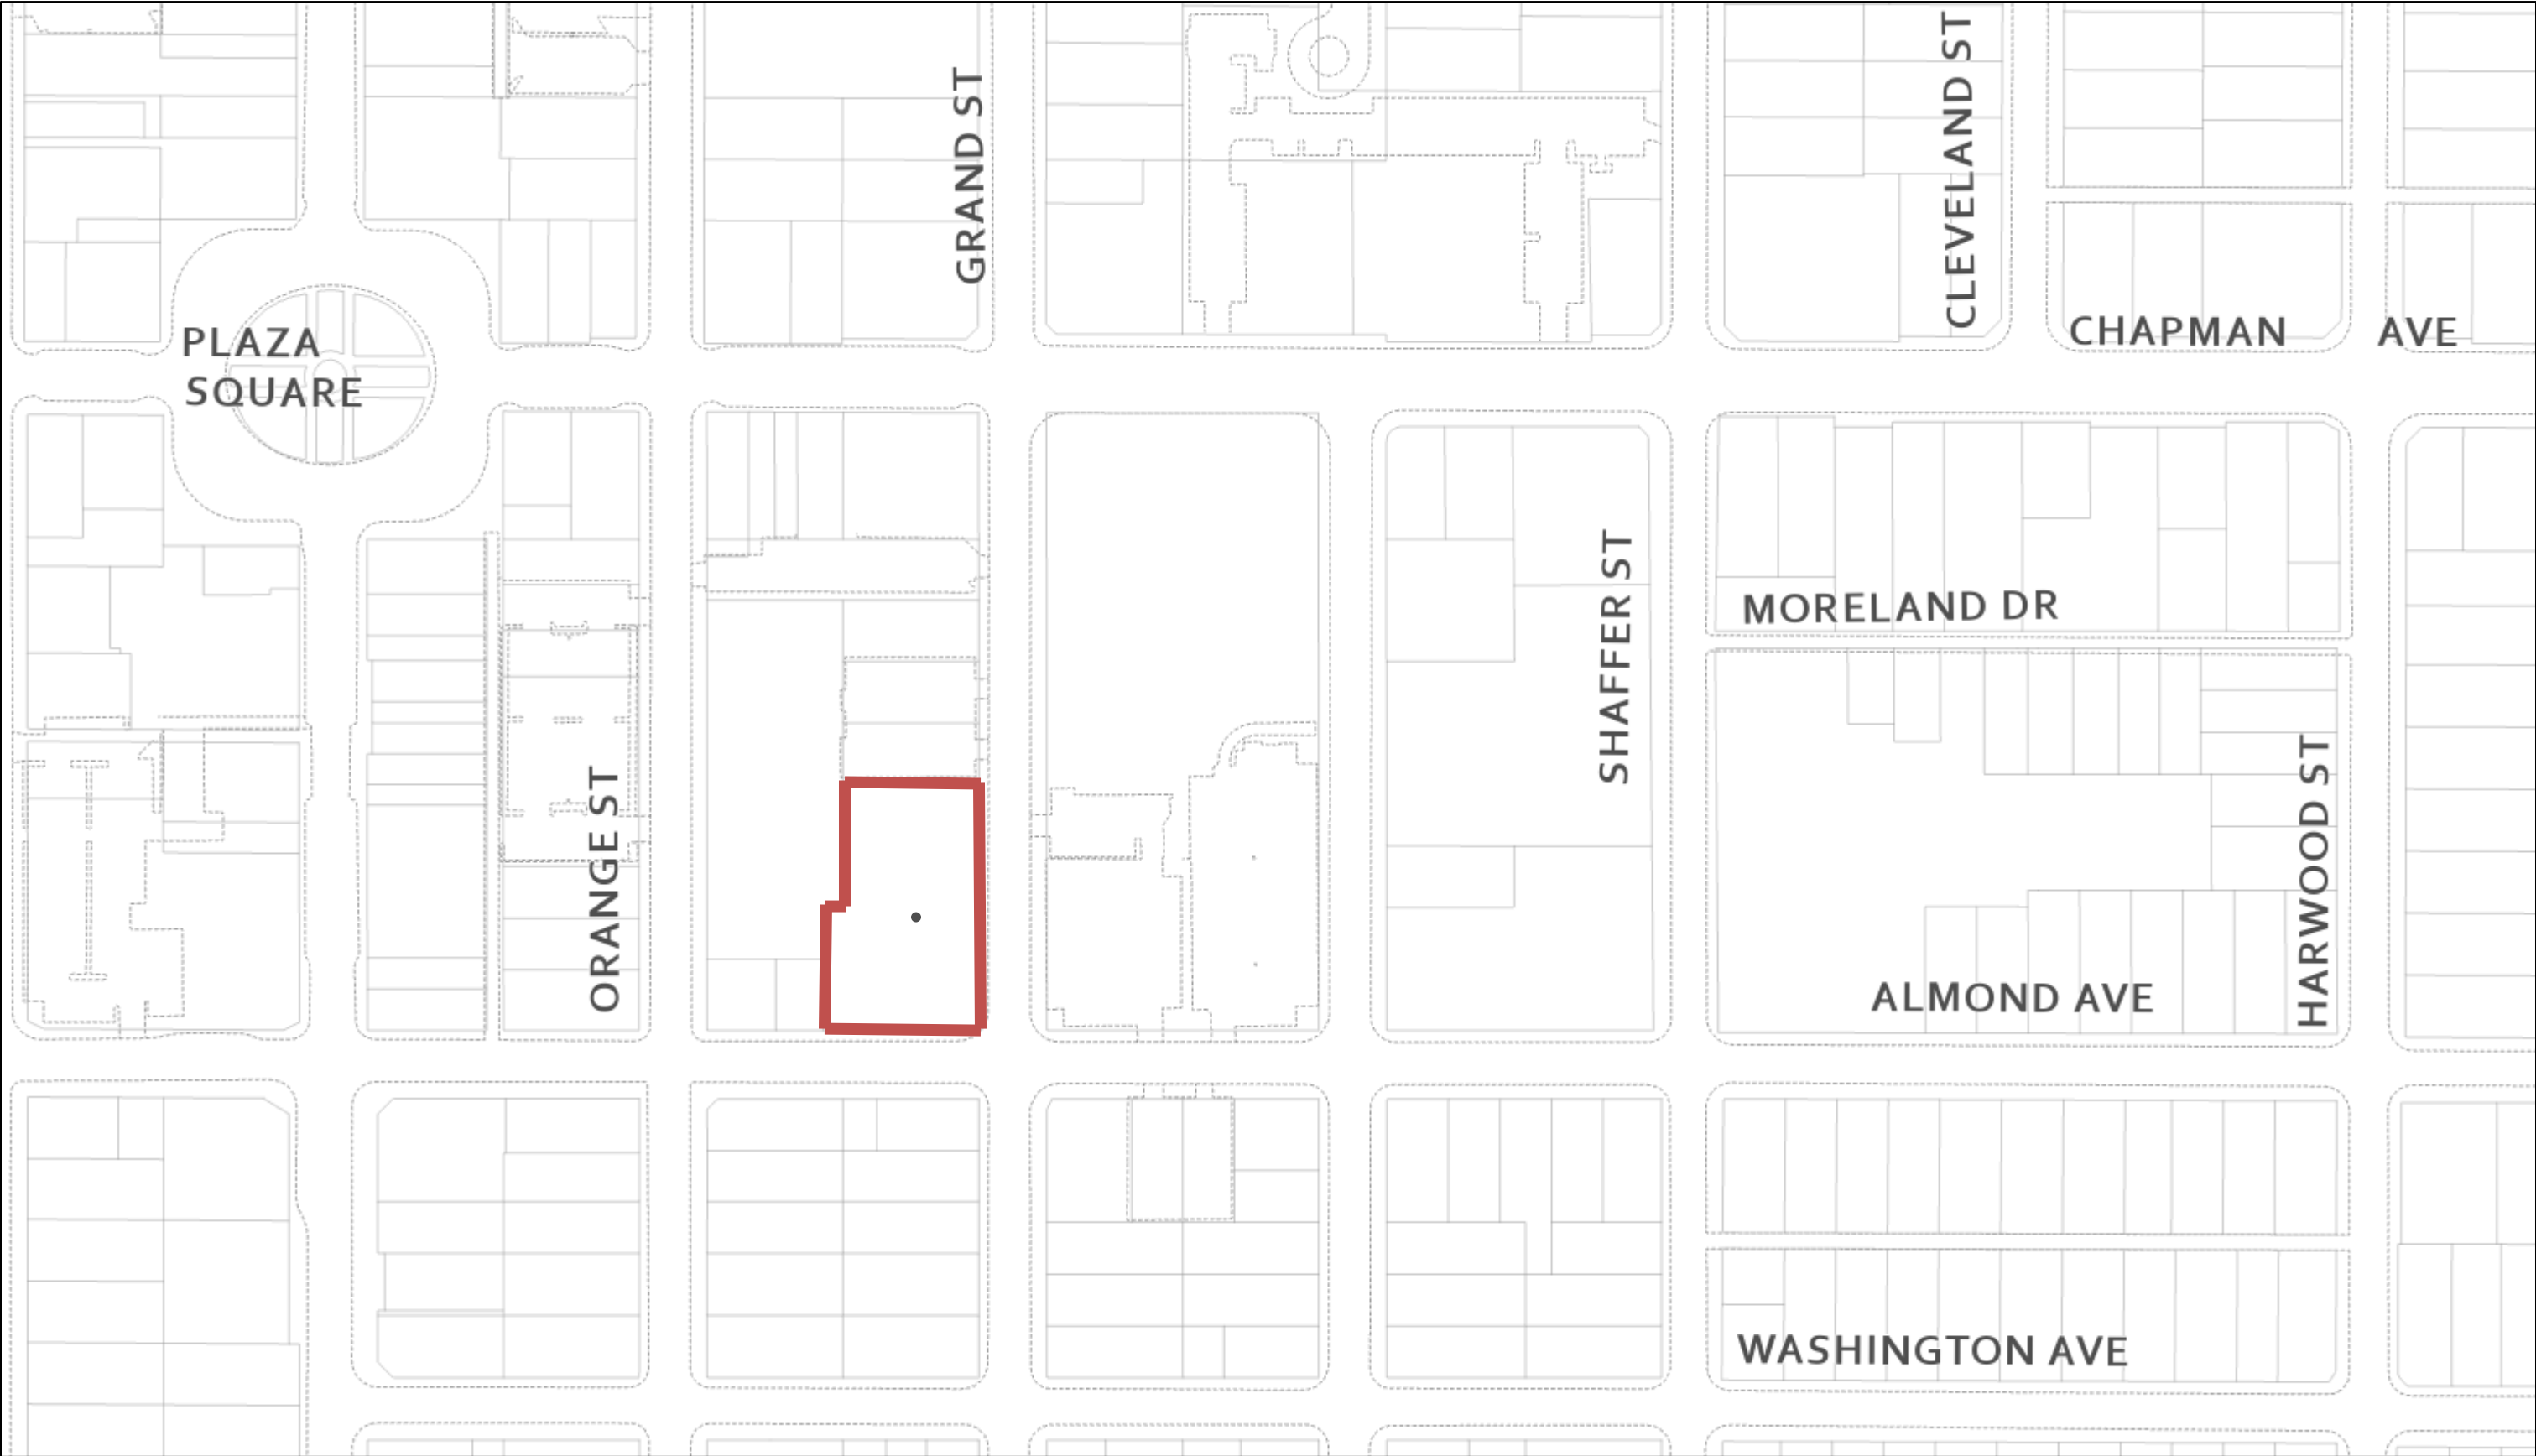 GRAND ST
CLEVELAND ST
PLAZA
SQUARE
CHAPMAN AVE
SHAFFER ST
MORELAND DR
ORANGE ST
HARWOOD ST
ALMOND AVE
WASHINGTON AVE